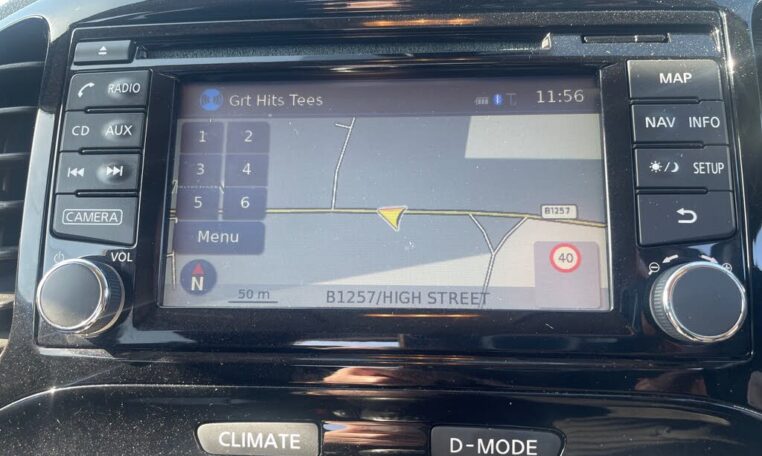 RADIO
CD AUX
CAMERA
VOL
Grt Hits Tees
11:56
1 2
3 4
5 6
Menu
N
50 m
B1257
40
B1257/HIGH STREET
MAP
NAV INFO
SETUP
CLIMATE
D-MODE